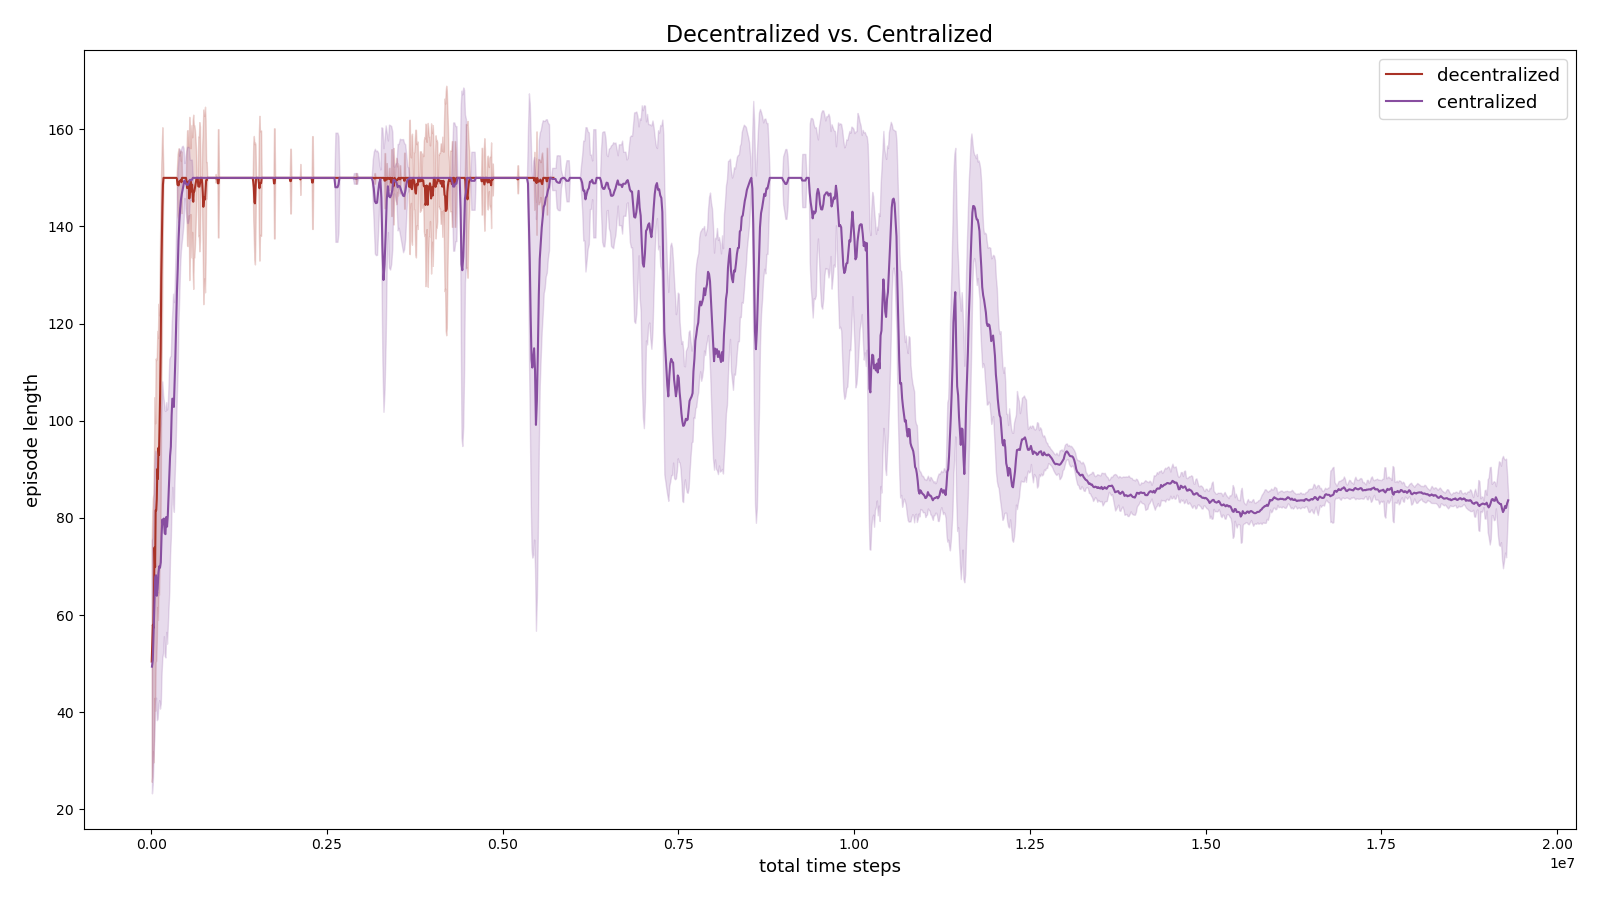 Decentralized vs. Centralized
decentralized
centralized
episode length
160
140
120
100
80
60
40
20
0.00 0.25 0.50 0.75 1.00 1.25 1.50 1.75 2.00
1e7
total time steps